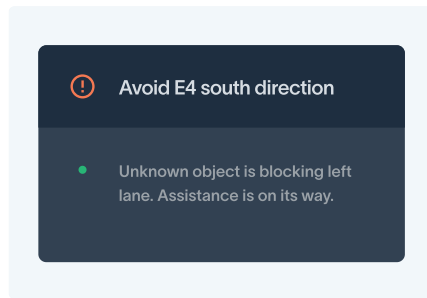 Avoid E4 south direction
Unknown object is blocking left
lane. Assistance is on its way.